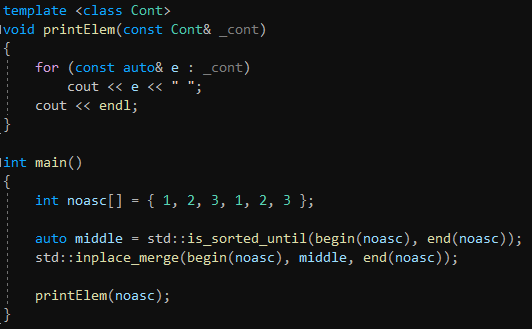 template <class Cont>
void printElem(const Cont& _cont)
{
    for (const auto& e : _cont)
        cout << e << " ";
    cout << endl;
}
int main()
{
    int noasc[] = { 1, 2, 3, 1, 2, 3 };
    auto middle = std::is_sorted_until(begin(noasc), end(noasc));
    std::inplace_merge(begin(noasc), middle, end(noasc));
    printElem(noasc);
}